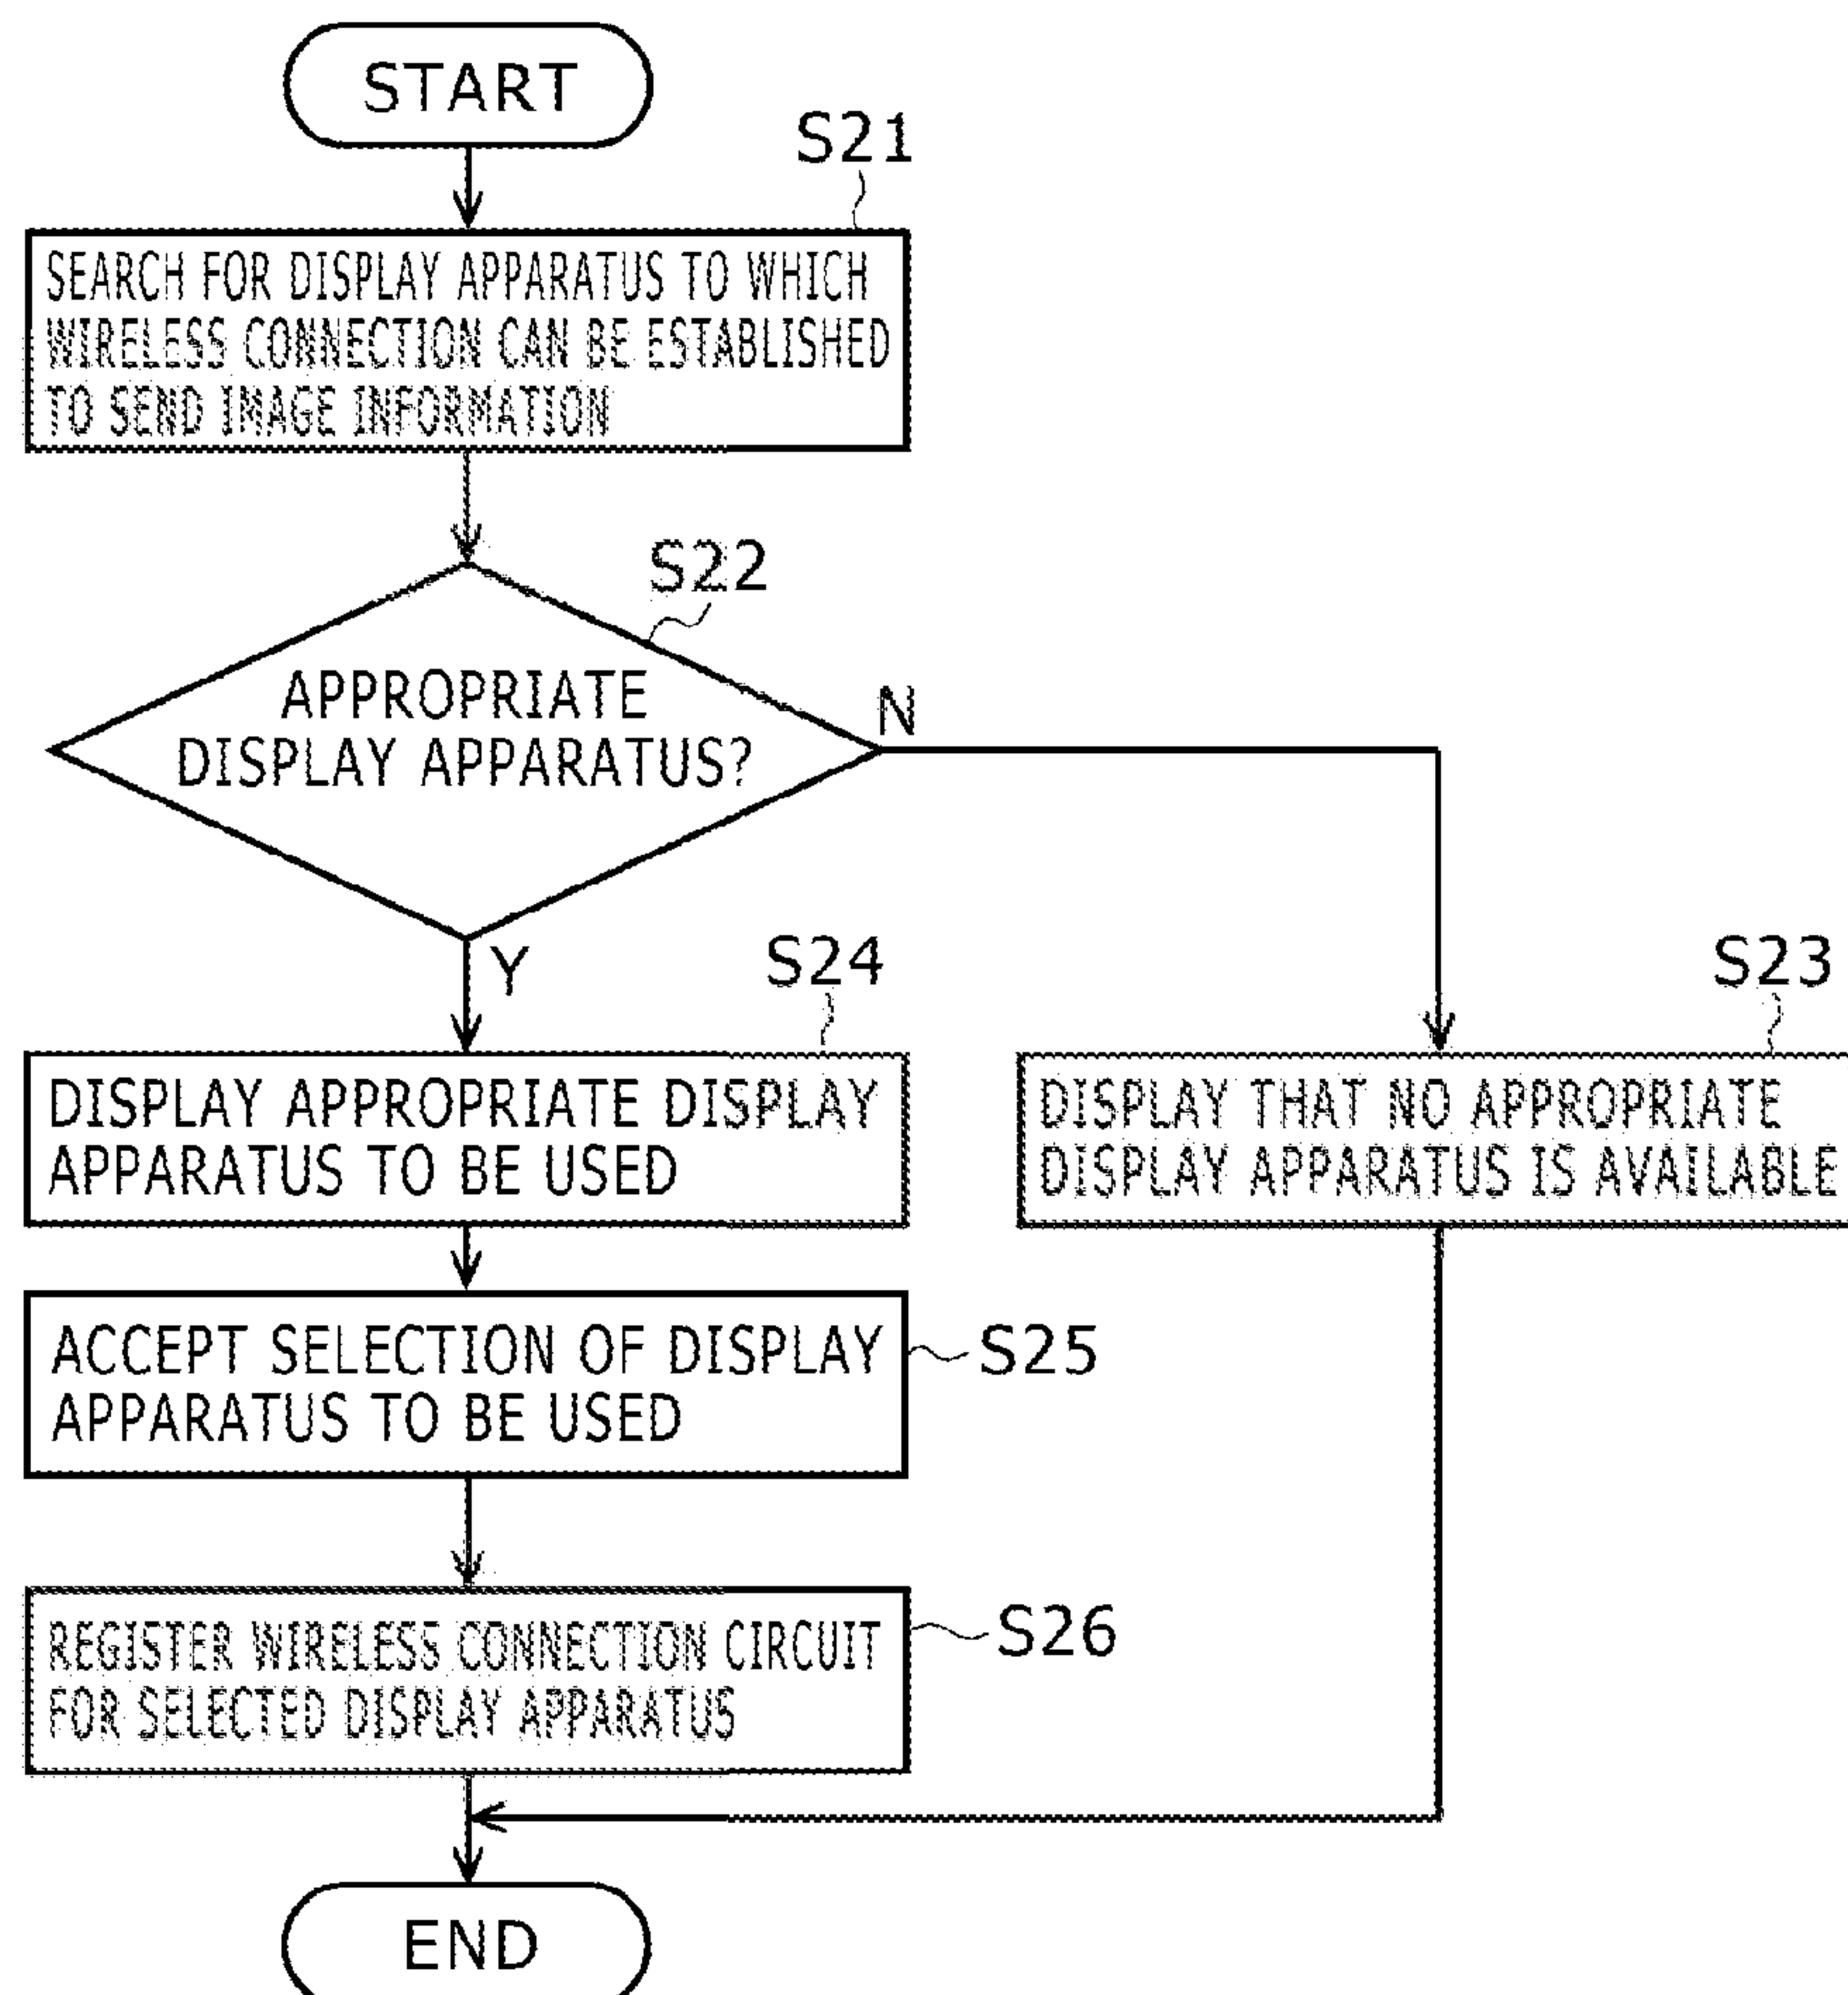 START
S21
SEARCH FOR DISPLAY APPARATUS TO WHICH
WIRELESS CONNECTION CAN BE ESTABLISHED
TO SEND IMAGE INFORMATION
S22
APPROPRIATE
DISPLAY APPARATUS?
N
Y
S24
DISPLAY APPROPRIATE DISPLAY
APPARATUS TO BE USED
S23
DISPLAY THAT NO APPROPRIATE
DISPLAY APPARATUS IS AVAILABLE
ACCEPT SELECTION OF DISPLAY
APPARATUS TO BE USED
S25
REGISTER WIRELESS CONNECTION CIRCUIT
FOR SELECTED DISPLAY APPARATUS
S26
END